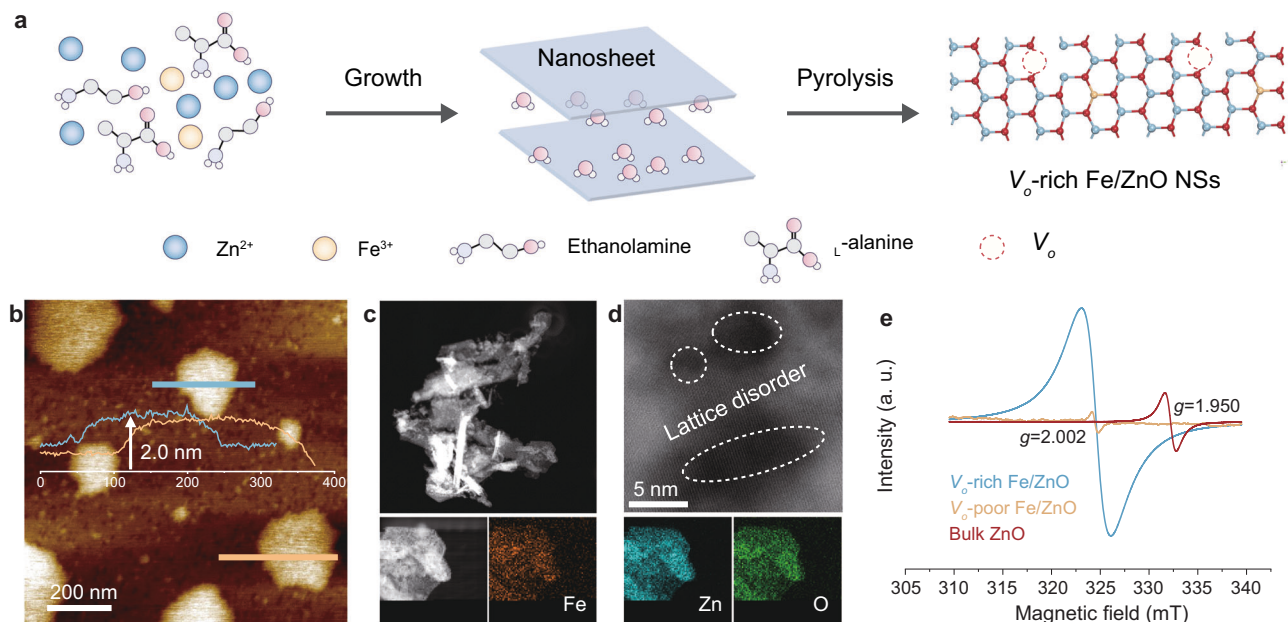 a
Growth
Nanosheet
Pyrolysis
Vo-rich Fe/ZnO NSs
Zn2+
Fe3+
Ethanolamine
L-alanine
Vo
b
2.0 nm
0 100 200 300 400
200 nm
c
Fe
d
Lattice disorder
5 nm
Zn
O
e
Intensity (a. u.)
g=1.950
g=2.002
Vo-rich Fe/ZnO
Vo-poor Fe/ZnO
Bulk ZnO
305 310 315 320 325 330 335 340
Magnetic field (mT)